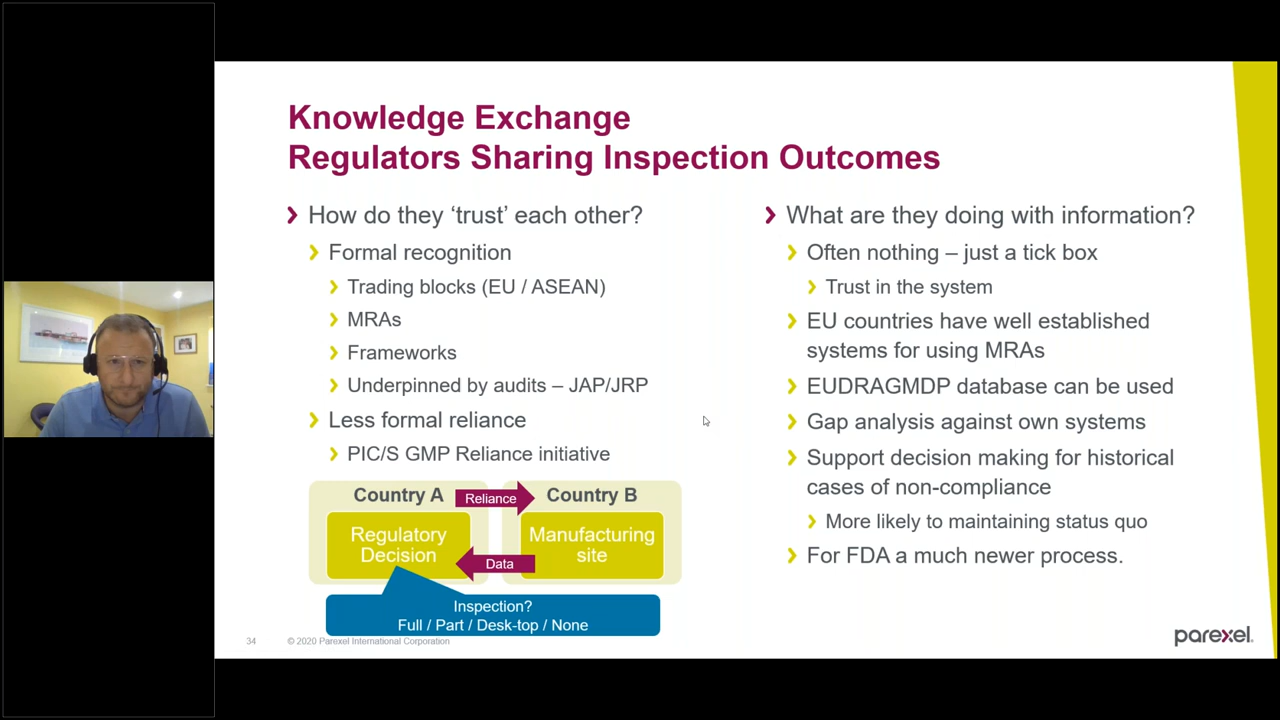 Knowledge Exchange
Regulators Sharing Inspection Outcomes
How do they ‘trust’ each other?
Formal recognition
Trading blocks (EU / ASEAN)
MRAs
Frameworks
Underpinned by audits – JAP/JRP
Less formal reliance
PIC/S GMP Reliance initiative
Country A
Reliance
Country B
Regulatory
Decision
Manufacturing
site
Data
Inspection?
Full / Part / Desk-top / None
What are they doing with information?
Often nothing – just a tick box
Trust in the system
EU countries have well established
systems for using MRAs
EUDRAGMDP database can be used
Gap analysis against own systems
Support decision making for historical
cases of non-compliance
More likely to maintaining status quo
For FDA a much newer process.
34
© 2020 Parexel International Corporation
parexel.